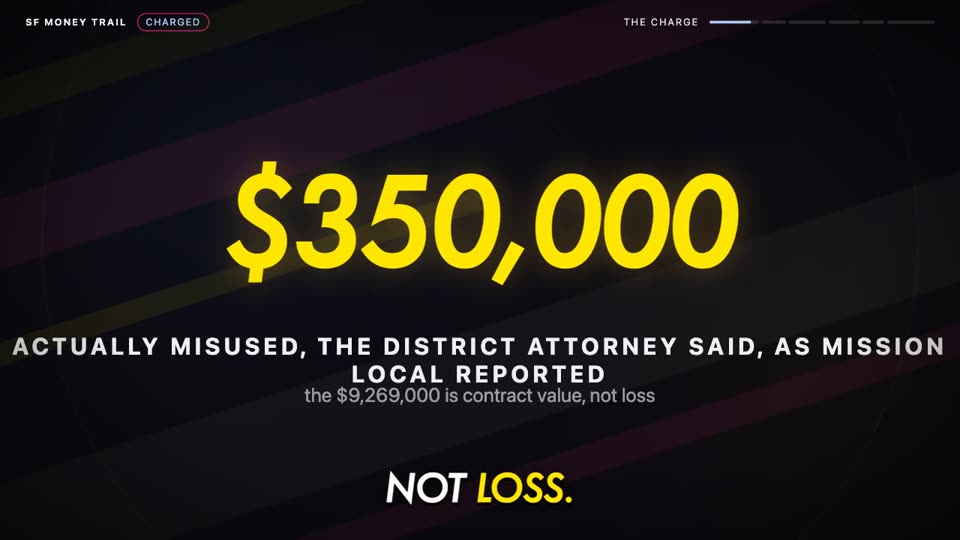 SF MONEY TRAIL CHARGED THE CHARGE
$350,000
ACTUALLY MISUSED, THE DISTRICT ATTORNEY SAID, AS MISSION
LOCAL REPORTED
the $9,269,000 is contract value, not loss
NOT LOSS.